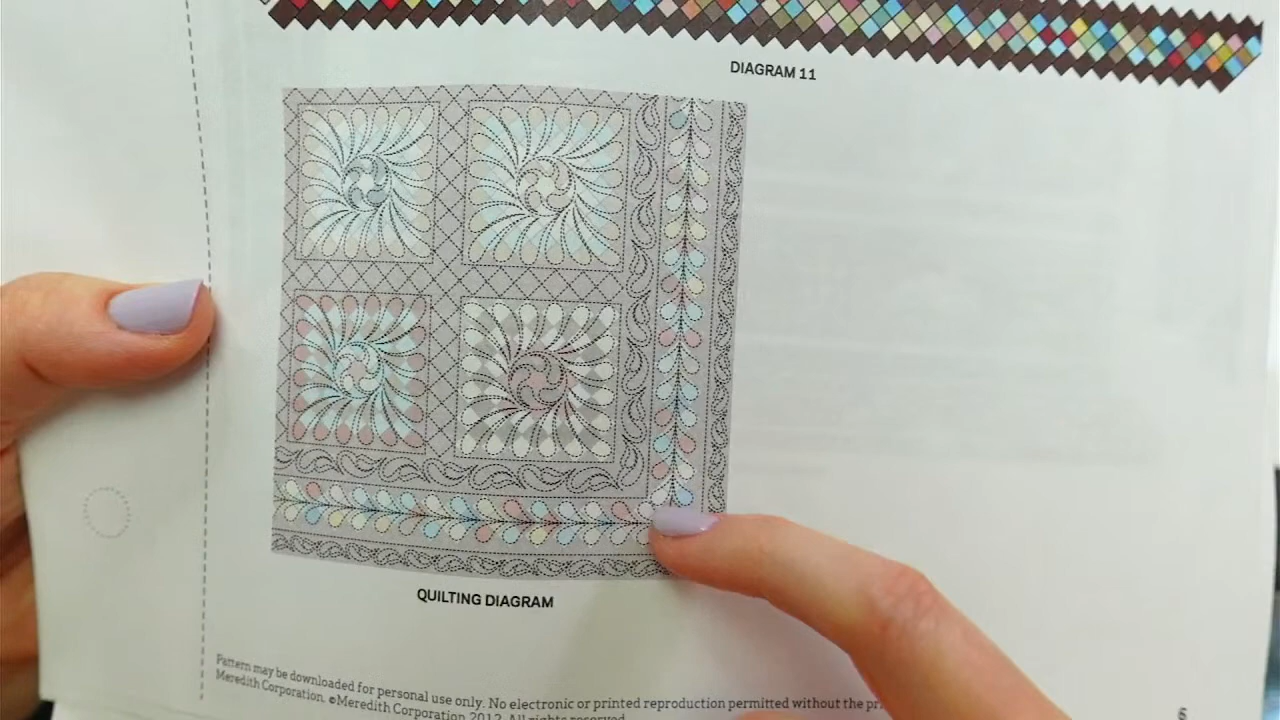 DIAGRAM 11
QUILTING DIAGRAM
Pattern may be downloaded for personal use only. No electronic or printed reproduction permitted without the
Meredith Corporation. ©Meredith Corporation 2012. All rights reserved.
5